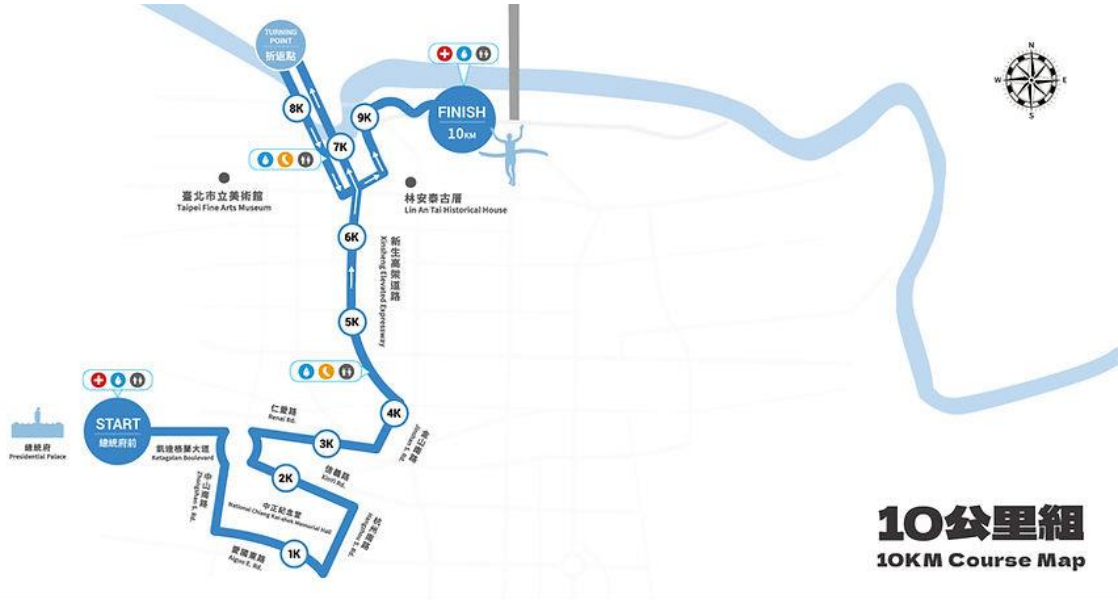 TURNING
POINT
折返點
8K
7K
9K
FINISH
10KM
N
W
E
S
臺北市立美術館
Taipei Fine Arts Museum
林安泰古厝
Lin An Tai Historical House
6K
新生高架道路
Xinsheng Elevated Expressway
5K
START
總統府前
總統府
Presidential Palace
凱達格蘭大道
Ketagalan Boulevard
仁愛路
Renai Rd.
4K
Jinshan S. Rd.
3K
信義路
XinYi Rd.
2K
中山南路
Zhongshan S. Rd.
中正紀念堂
National Chiang Kai-shek Memorial Hall
杭州南路
Hangzhou S. Rd.
愛國東路
Aiguo E. Rd.
1K
10公里組
10KM Course Map